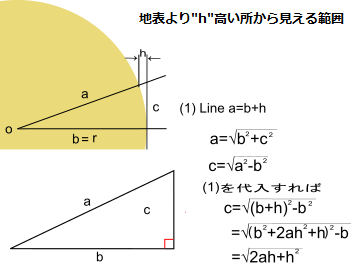 地表より"h"高い所から見える範囲
h
a
c
o
b = r
(1) Line a=b+h
a=√b²+c²
c=√a²-b²
(1)を代入すれば
c=√(b+h)²-b²
=√(b²+2ah²+h)²-b
=√2ah+h²
a
c
b